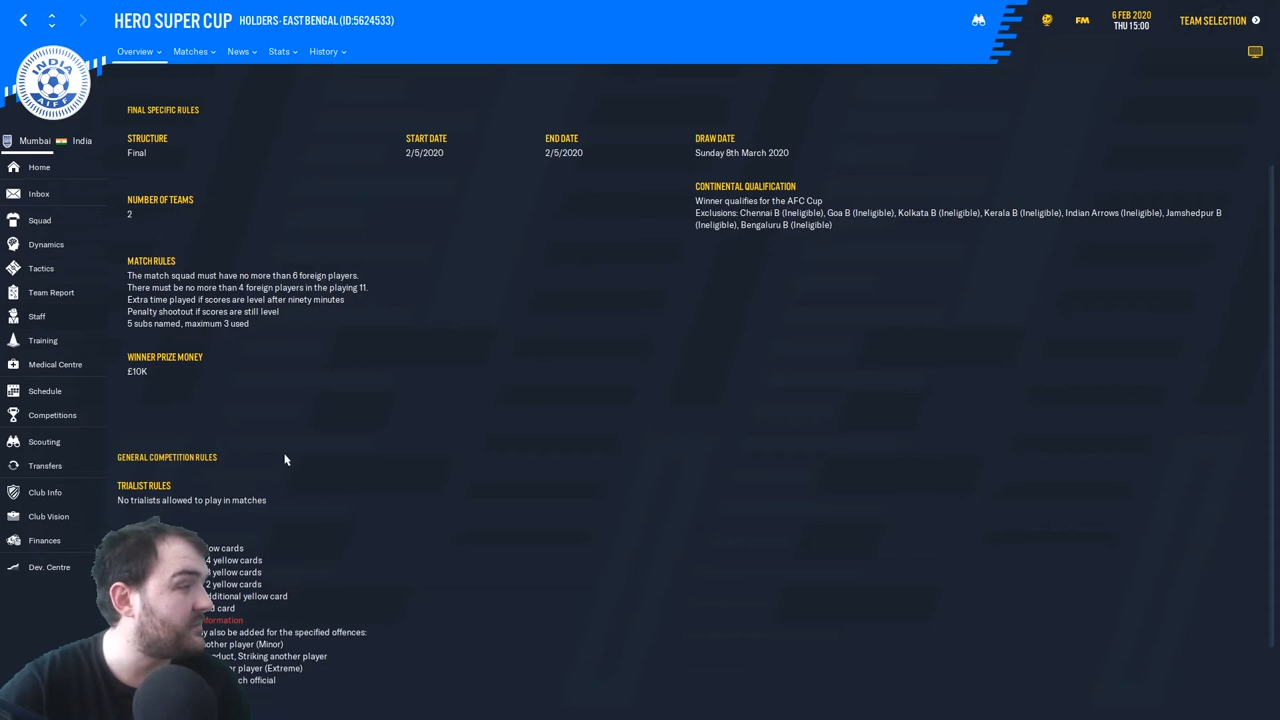 HERO SUPER CUP HOLDERS - EAST BENGAL (ID:5624533)
6 FEB 2020
THU 15:00
FM
TEAM SELECTION
Overview Matches News Stats History
INDIA
AIFF
Mumbai India
Home
Inbox
Squad
Dynamics
Tactics
Team Report
Staff
Training
Medical Centre
Schedule
Competitions
Scouting
Transfers
Club Info
Club Vision
Finances
Dev. Centre
FINAL SPECIFIC RULES
STRUCTURE START DATE END DATE DRAW DATE
Final 2/5/2020 2/5/2020 Sunday 8th March 2020
NUMBER OF TEAMS
2
CONTINENTAL QUALIFICATION
Winner qualifies for the AFC Cup
Exclusions: Chennai B (Ineligible), Goa B (Ineligible), Kolkata B (Ineligible), Kerala B (Ineligible), Indian Arrows (Ineligible), Jamshedpur B
(Ineligible), Bengaluru B (Ineligible)
MATCH RULES
The match squad must have no more than 6 foreign players.
There must be no more than 4 foreign players in the playing 11.
Extra time played if scores are level after ninety minutes
Penalty shootout if scores are still level
5 subs named, maximum 3 used
WINNER PRIZE MONEY
£10K
GENERAL COMPETITION RULES
TRIALIST RULES
No trialists allowed to play in matches
cards
4 yellow cards
yellow cards
2 yellow cards
yellow card
card
also be added for the specified offences:
player (Minor)
Striking another player
player (Extreme)
official